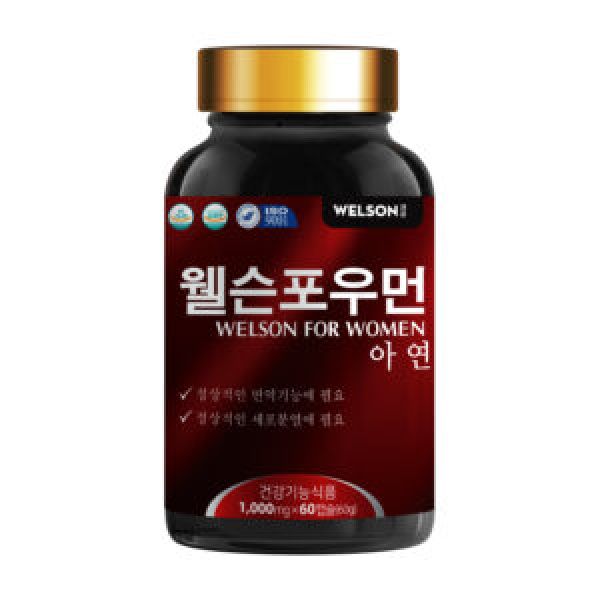 ISO
WELSON
웰슨포우먼
WELSON FOR WOMEN
아 연
정상적인 면역기능에 필요
정상적인 세포분열에 필요
건강기능식품
1,000mg×60캡슐(60g)